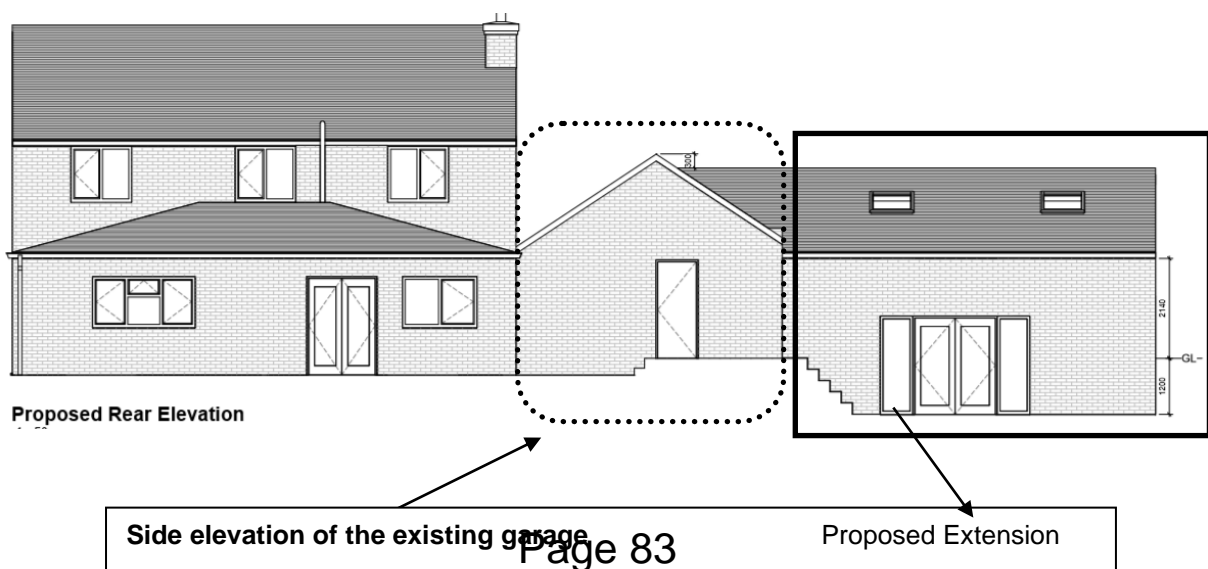 300
2140
GL
1200
Proposed Rear Elevation
Side elevation of the existing garage
Proposed Extension
Page 83